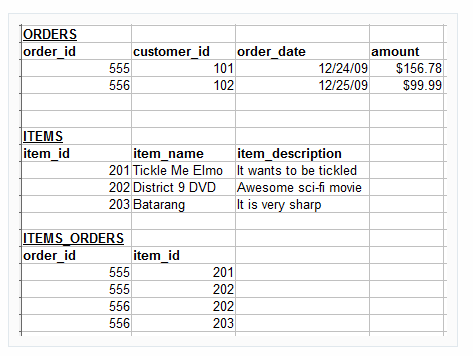 ORDERS
order_id customer_id order_date amount
555 101 12/24/09 $156.78
556 102 12/25/09 $99.99
ITEMS
item_id item_name item_description
201 Tickle Me Elmo It wants to be tickled
202 District 9 DVD Awesome sci-fi movie
203 Batarang It is very sharp
ITEMS_ORDERS
order_id item_id
555 201
555 202
556 202
556 203